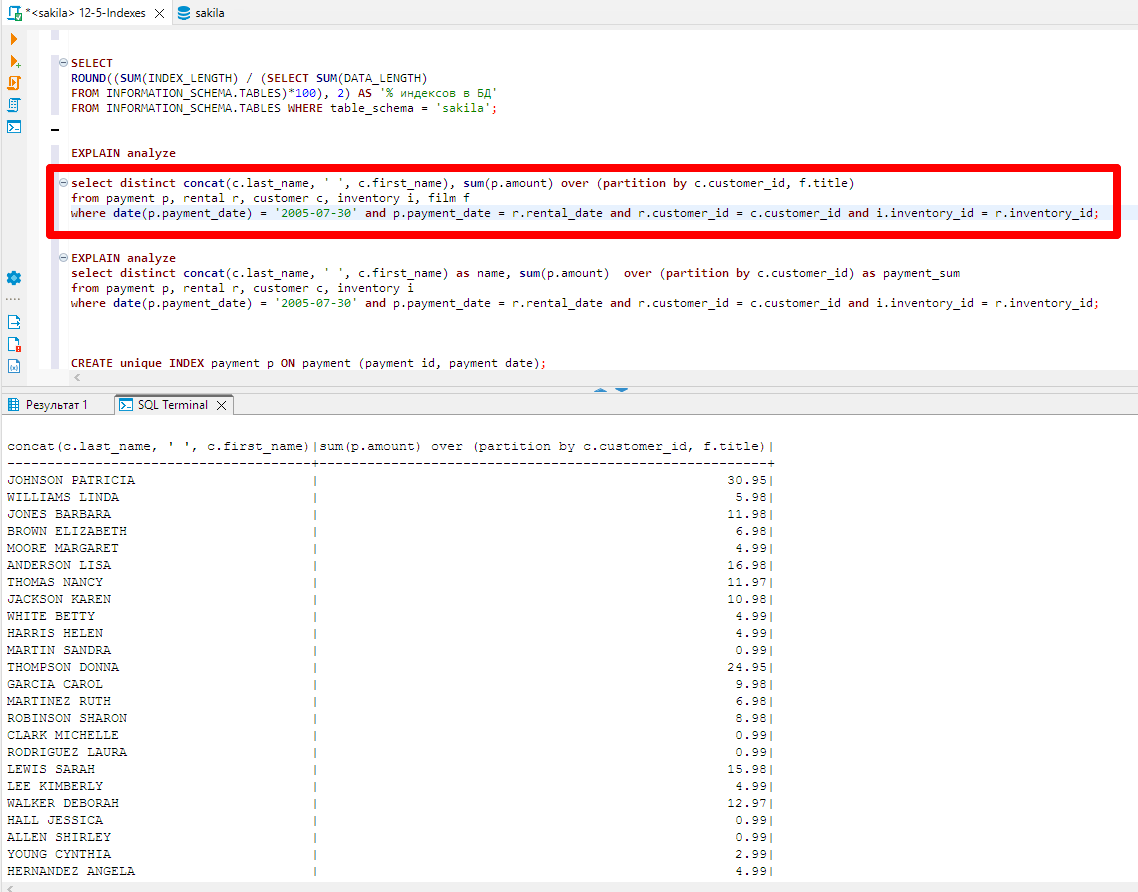 *<sakila> 12-5-Indexes
sakila
SELECT
ROUND((SUM(INDEX_LENGTH) / (SELECT SUM(DATA_LENGTH)
FROM INFORMATION_SCHEMA.TABLES)*100), 2) AS '% индексов в БД'
FROM INFORMATION_SCHEMA.TABLES WHERE table_schema = 'sakila';
EXPLAIN analyze
select distinct concat(c.last_name, ' ', c.first_name), sum(p.amount) over (partition by c.customer_id, f.title)
from payment p, rental r, customer c, inventory i, film f
where date(p.payment_date) = '2005-07-30' and p.payment_date = r.rental_date and r.customer_id = c.customer_id and i.inventory_id = r.inventory_id;
EXPLAIN analyze
select distinct concat(c.last_name, ' ', c.first_name) as name, sum(p.amount)  over (partition by c.customer_id) as payment_sum
from payment p, rental r, customer c, inventory i
where date(p.payment_date) = '2005-07-30' and p.payment_date = r.rental_date and r.customer_id = c.customer_id and i.inventory_id = r.inventory_id;
CREATE unique INDEX payment_p ON payment (payment_id, payment_date);
Результат 1
SQL Terminal
concat(c.last_name, ' ', c.first_name)|sum(p.amount) over (partition by c.customer_id, f.title)|
--------------------------------------+--------------------------------------------------------+
JOHNSON PATRICIA | 30.95|
WILLIAMS LINDA | 5.98|
JONES BARBARA | 11.98|
BROWN ELIZABETH | 6.98|
MOORE MARGARET | 4.99|
ANDERSON LISA | 16.98|
THOMAS NANCY | 11.97|
JACKSON KAREN | 10.98|
WHITE BETTY | 4.99|
HARRIS HELEN | 4.99|
MARTIN SANDRA | 0.99|
THOMPSON DONNA | 24.95|
GARCIA CAROL | 9.98|
MARTINEZ RUTH | 6.98|
ROBINSON SHARON | 8.98|
CLARK MICHELLE | 0.99|
RODRIGUEZ LAURA | 0.99|
LEWIS SARAH | 15.98|
LEE KIMBERLY | 4.99|
WALKER DEBORAH | 12.97|
HALL JESSICA | 0.99|
ALLEN SHIRLEY | 0.99|
YOUNG CYNTHIA | 2.99|
HERNANDEZ ANGELA | 4.99|